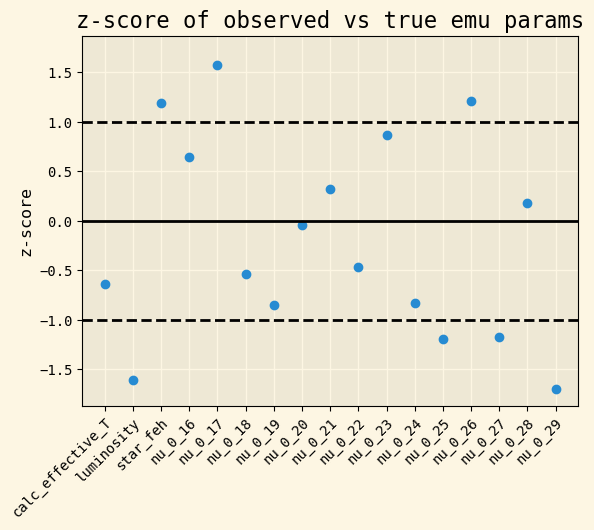 z-score of observed vs true emu params
z-score
1.5
1.0
0.5
0.0
−0.5
−1.0
−1.5
calc_effective_T
luminosity
star_feh
nu_0_16
nu_0_17
nu_0_18
nu_0_19
nu_0_20
nu_0_21
nu_0_22
nu_0_23
nu_0_24
nu_0_25
nu_0_26
nu_0_27
nu_0_28
nu_0_29